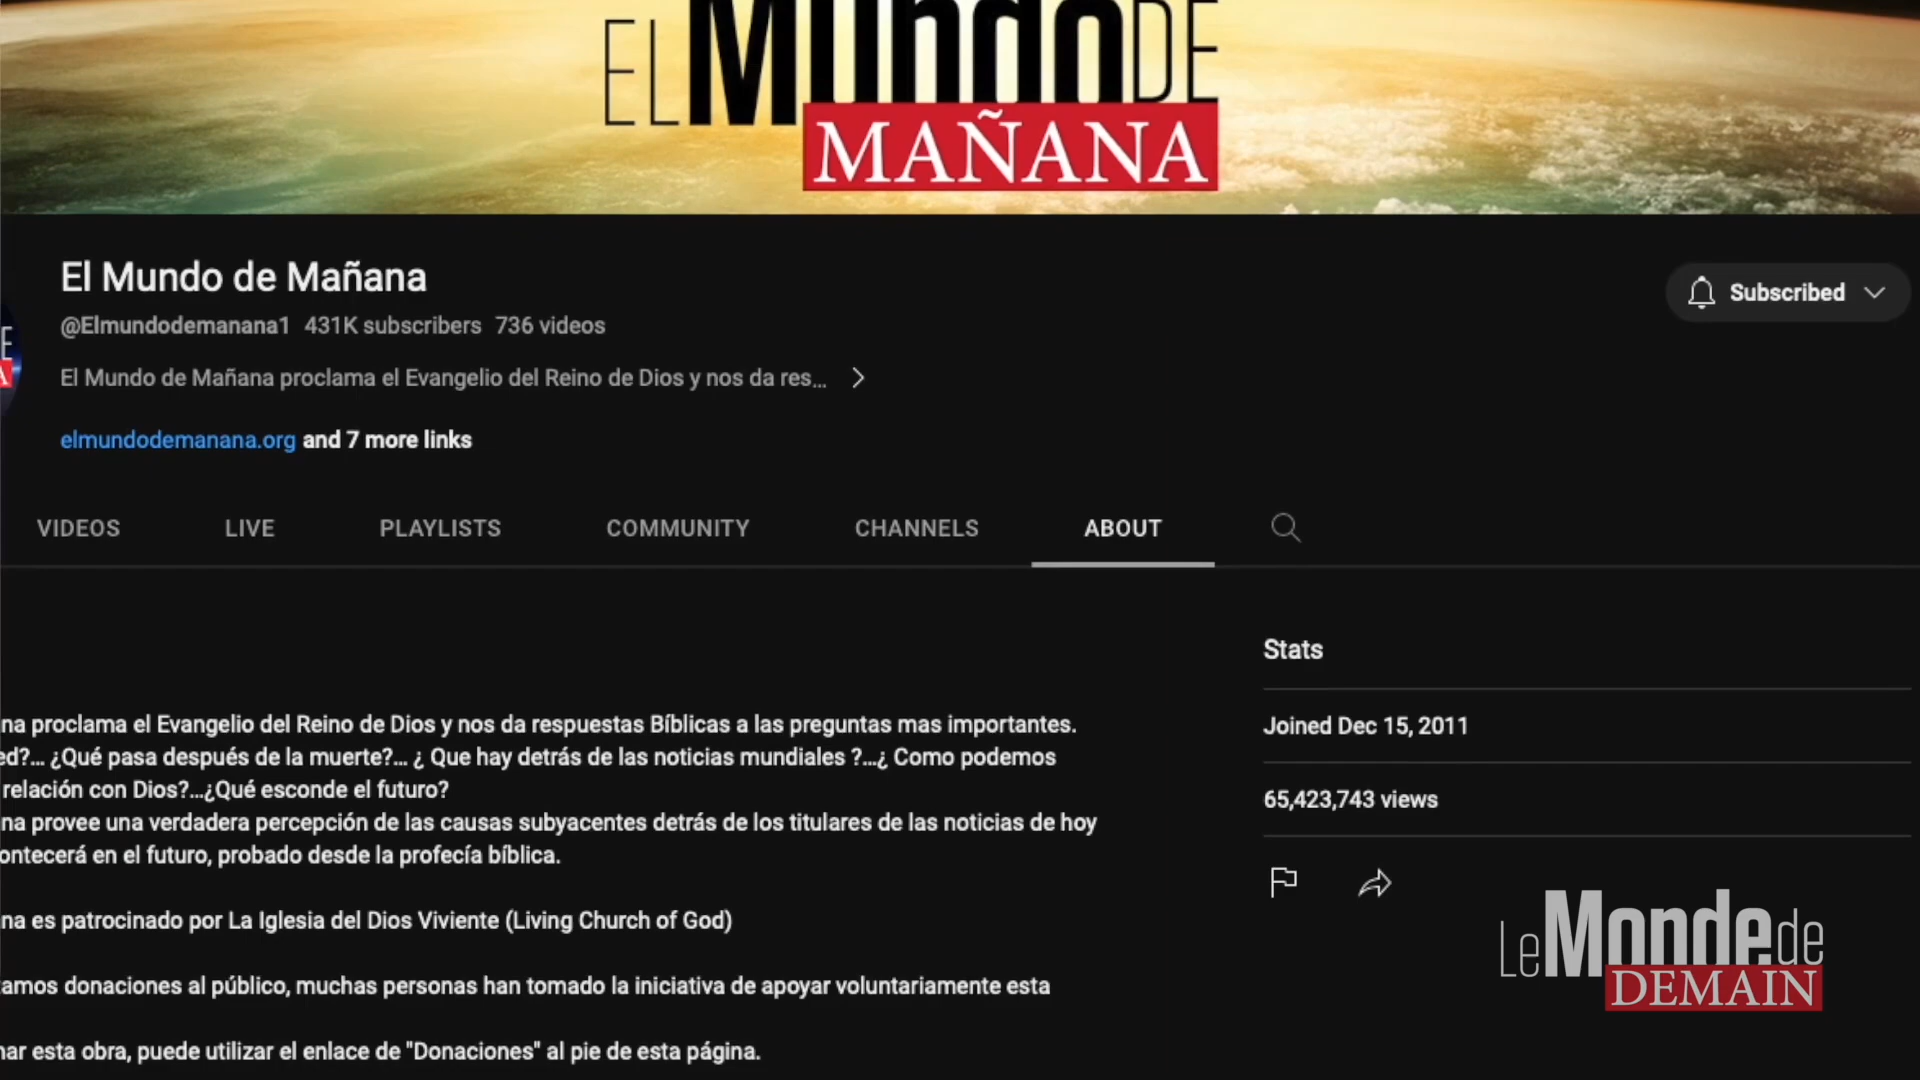 EL Mundo DE
MAÑANA
El Mundo de Mañana
@Elmundodemanana1 431K subscribers 736 videos
El Mundo de Mañana proclama el Evangelio del Reino de Dios y nos da res...
elmundodemanana.org and 7 more links
Subscribed
VIDEOS LIVE PLAYLISTS COMMUNITY CHANNELS ABOUT
na proclama el Evangelio del Reino de Dios y nos da respuestas Bíblicas a las preguntas mas importantes.
ed?... ¿Qué pasa después de la muerte?... ¿ Que hay detrás de las noticias mundiales ?...¿ Como podemos
relación con Dios?...¿Qué esconde el futuro?
na provee una verdadera percepción de las causas subyacentes detrás de los titulares de las noticias de hoy
ontecerá en el futuro, probado desde la profecía bíblica.
na es patrocinado por La Iglesia del Dios Viviente (Living Church of God)
amos donaciones al público, muchas personas han tomado la iniciativa de apoyar voluntariamente esta
nar esta obra, puede utilizar el enlace de "Donaciones" al pie de esta página.
Stats
Joined Dec 15, 2011
65,423,743 views
Le Monde de
DEMAIN